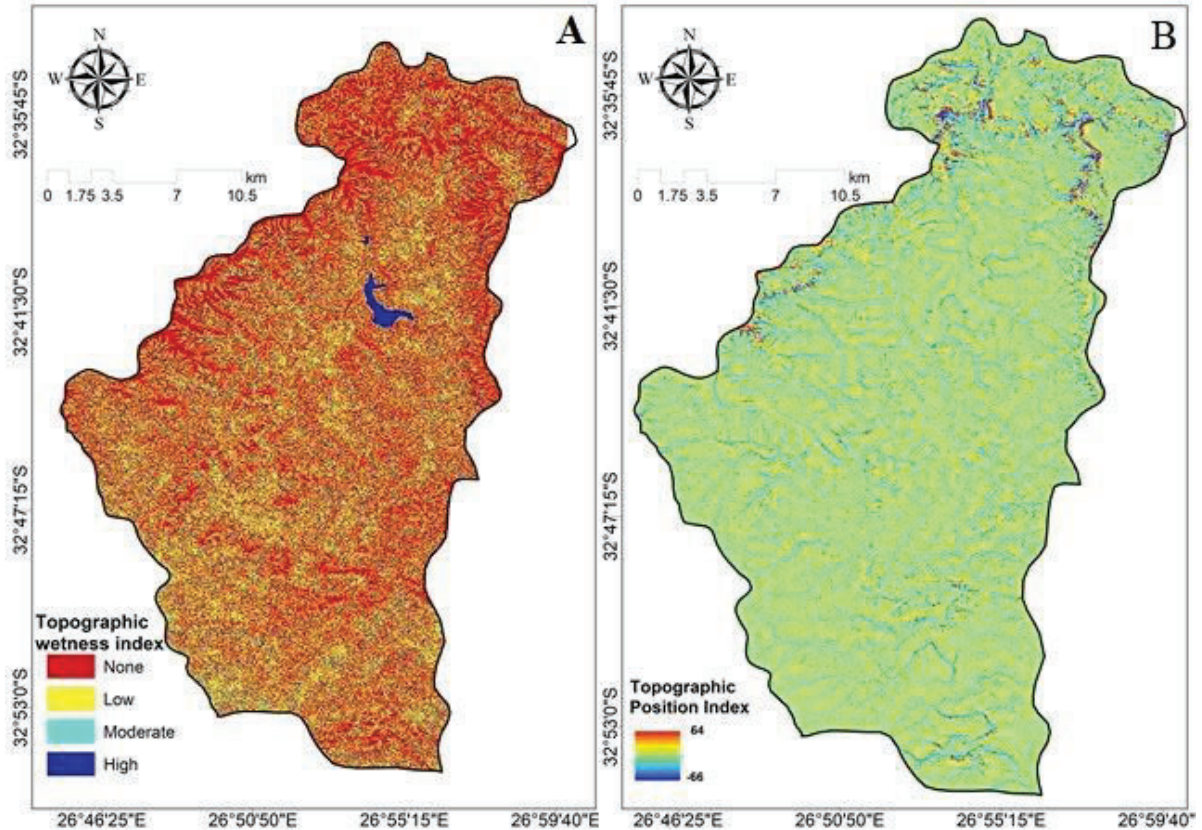 A
N
W E
S
km
0 1.75 3.5 7 10.5
32°35'45"S
32°41'30"S
32°47'15"S
32°53'0"S
Topographic
wetness index
None
Low
Moderate
High
26°46'25"E 26°50'50"E 26°55'15"E 26°59'40"E
B
N
W E
S
km
0 1.75 3.5 7 10.5
32°35'45"S
32°41'30"S
32°47'15"S
32°53'0"S
Topographic
Position Index
64
-66
26°46'25"E 26°50'50"E 26°55'15"E 26°59'40"E